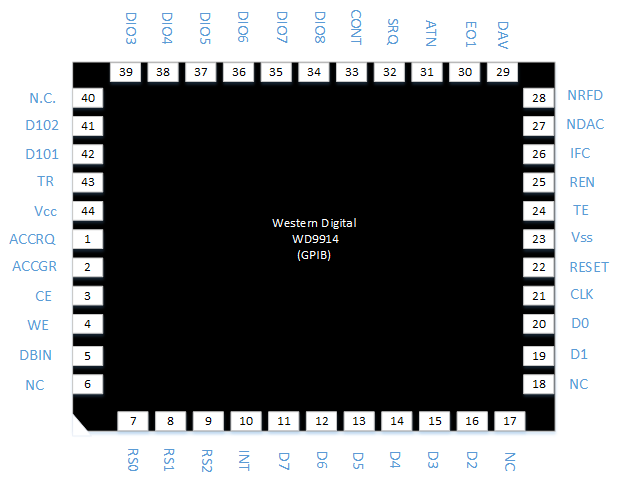 DIO3 DIO4 DIO5 DIO6 DIO7 DIO8 CONT SRQ ATN EO1 DAV
39 38 37 36 35 34 33 32 31 30 29
N.C. 40 28 NRFD
D102 41 27 NDAC
D101 42 26 IFC
TR 43 25 REN
Vcc 44 24 TE
Western Digital
WD9914
(GPIB)
ACCRQ 1 23 Vss
ACCGR 2 22 RESET
CE 3 21 CLK
WE 4 20 D0
DBIN 5 19 D1
NC 6 18 NC
7 8 9 10 11 12 13 14 15 16 17
RS0 RS1 RS2 INT D7 D6 D5 D4 D3 D2 NC